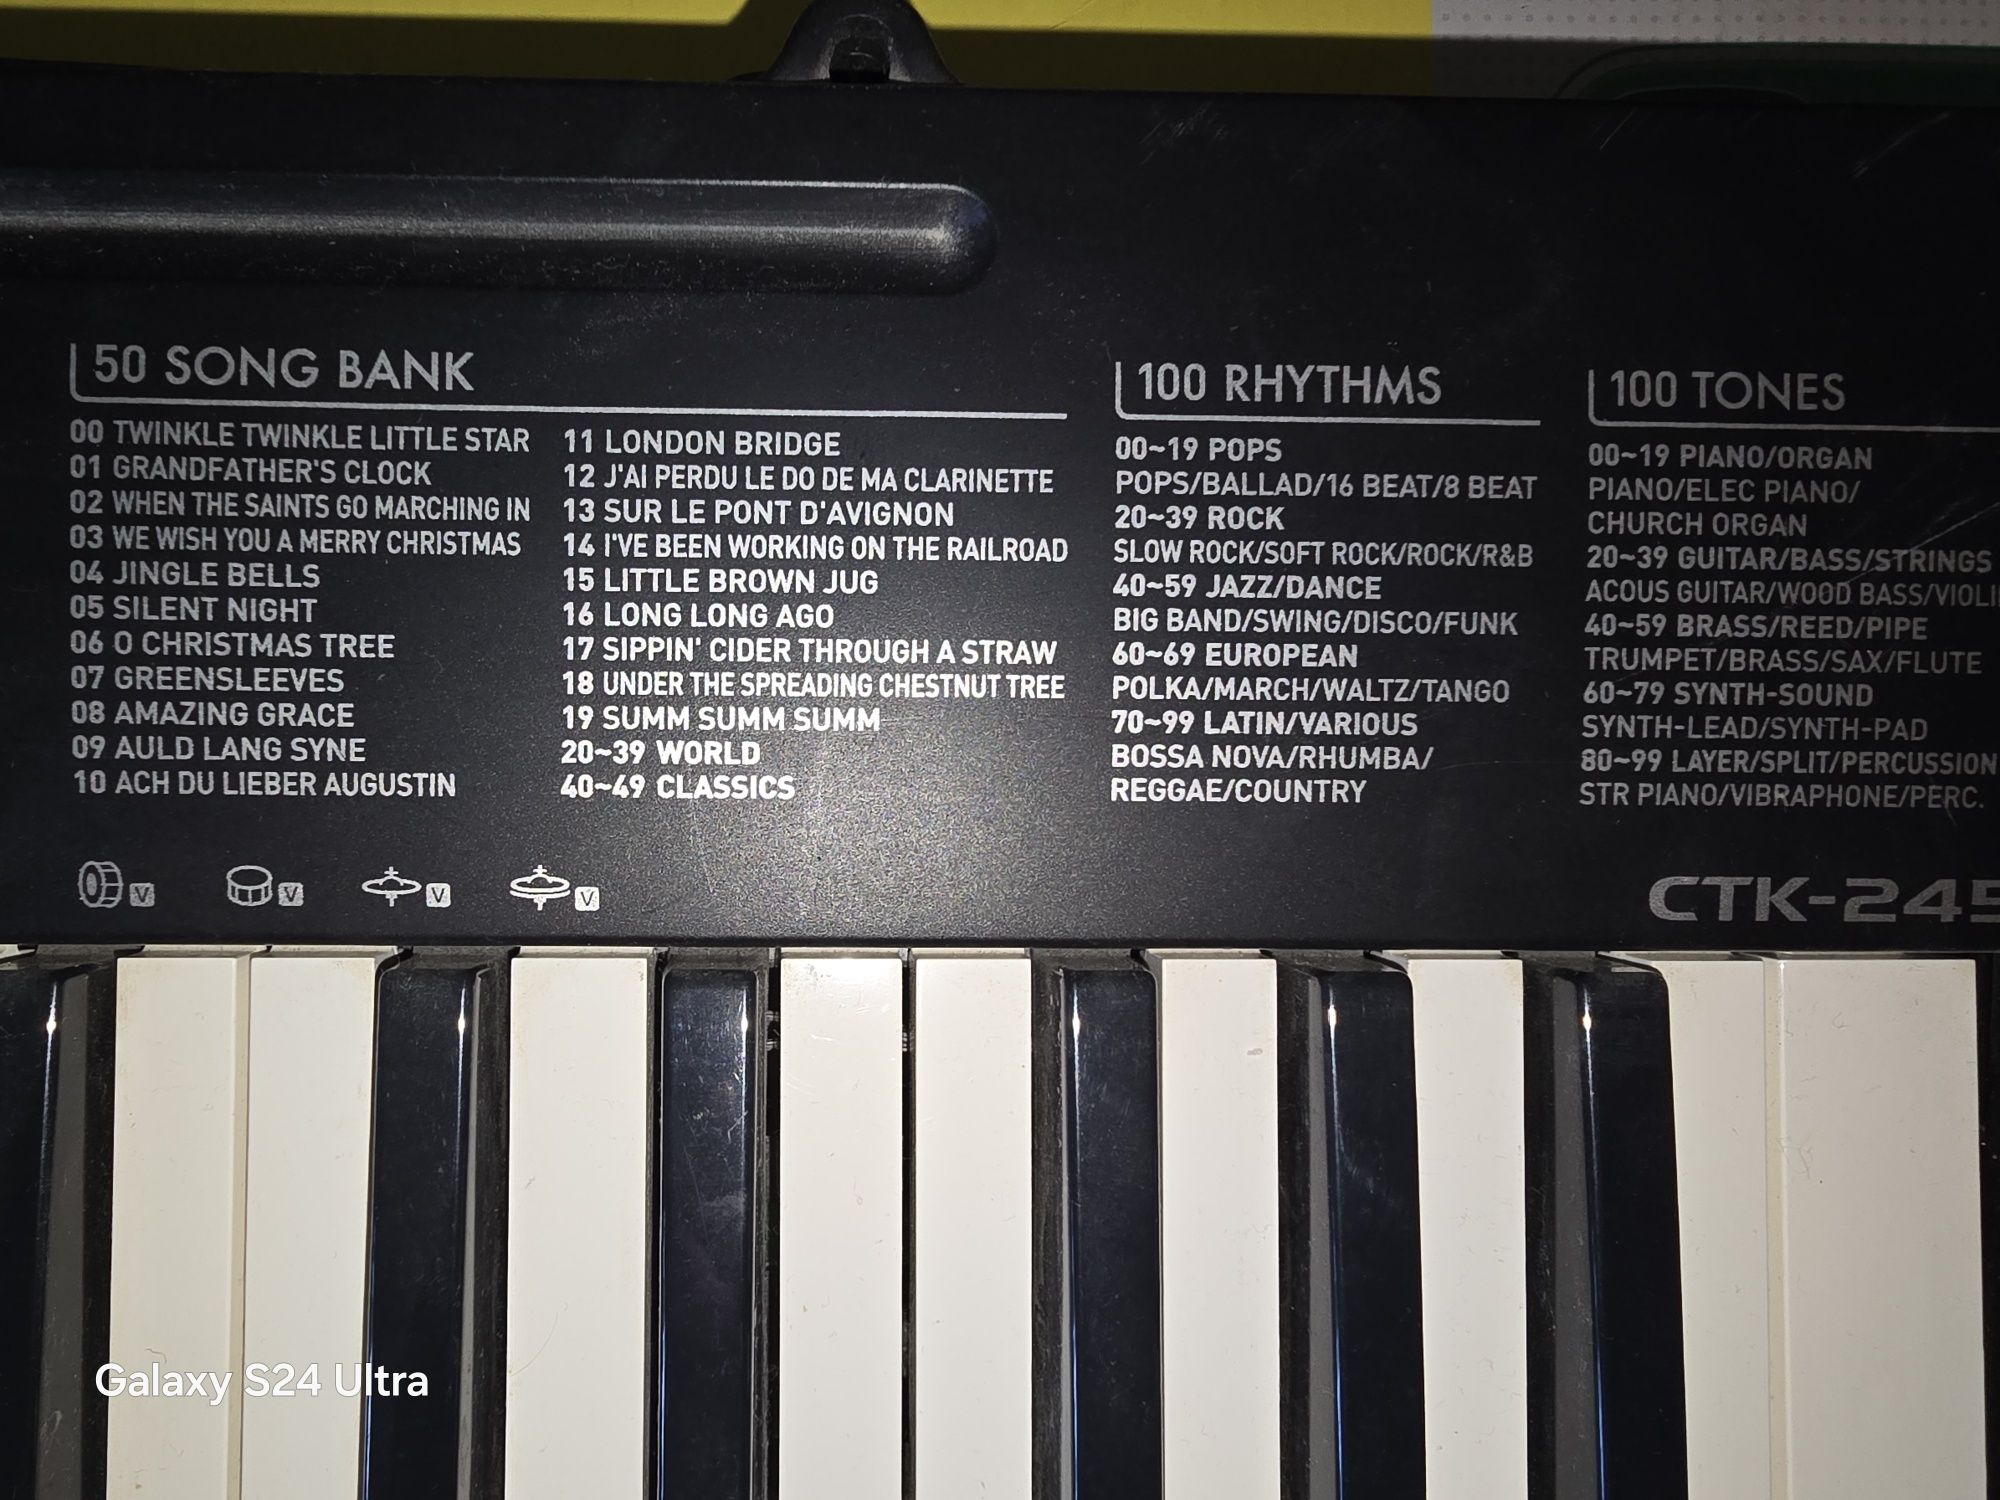 50 SONG BANK
00 TWINKLE TWINKLE LITTLE STAR
01 GRANDFATHER'S CLOCK
02 WHEN THE SAINTS GO MARCHING IN
03 WE WISH YOU A MERRY CHRISTMAS
04 JINGLE BELLS
05 SILENT NIGHT
06 O CHRISTMAS TREE
07 GREENSLEEVES
08 AMAZING GRACE
09 AULD LANG SYNE
10 ACH DU LIEBER AUGUSTIN
11 LONDON BRIDGE
12 J'AI PERDU LE DO DE MA CLARINETTE
13 SUR LE PONT D'AVIGNON
14 I'VE BEEN WORKING ON THE RAILROAD
15 LITTLE BROWN JUG
16 LONG LONG AGO
17 SIPPIN' CIDER THROUGH A STRAW
18 UNDER THE SPREADING CHESTNUT TREE
19 SUMM SUMM SUMM
20~39 WORLD
40~49 CLASSICS
100 RHYTHMS
00~19 POPS
POPS/BALLAD/16 BEAT/8 BEAT
20~39 ROCK
SLOW ROCK/SOFT ROCK/ROCK/R&B
40~59 JAZZ/DANCE
BIG BAND/SWING/DISCO/FUNK
60~69 EUROPEAN
POLKA/MARCH/WALTZ/TANGO
70~99 LATIN/VARIOUS
BOSSA NOVA/RHUMBA/
REGGAE/COUNTRY
100 TONES
00~19 PIANO/ORGAN
PIANO/ELEC PIANO/
CHURCH ORGAN
20~39 GUITAR/BASS/STRINGS
ACOUS GUITAR/WOOD BASS/VIOLI
40~59 BRASS/REED/PIPE
TRUMPET/BRASS/SAX/FLUTE
60~79 SYNTH-SOUND
SYNTH-LEAD/SYNTH-PAD
80~99 LAYER/SPLIT/PERCUSSION
STR PIANO/VIBRAPHONE/PERC.
V V V V
CTK-245
Galaxy S24 Ultra